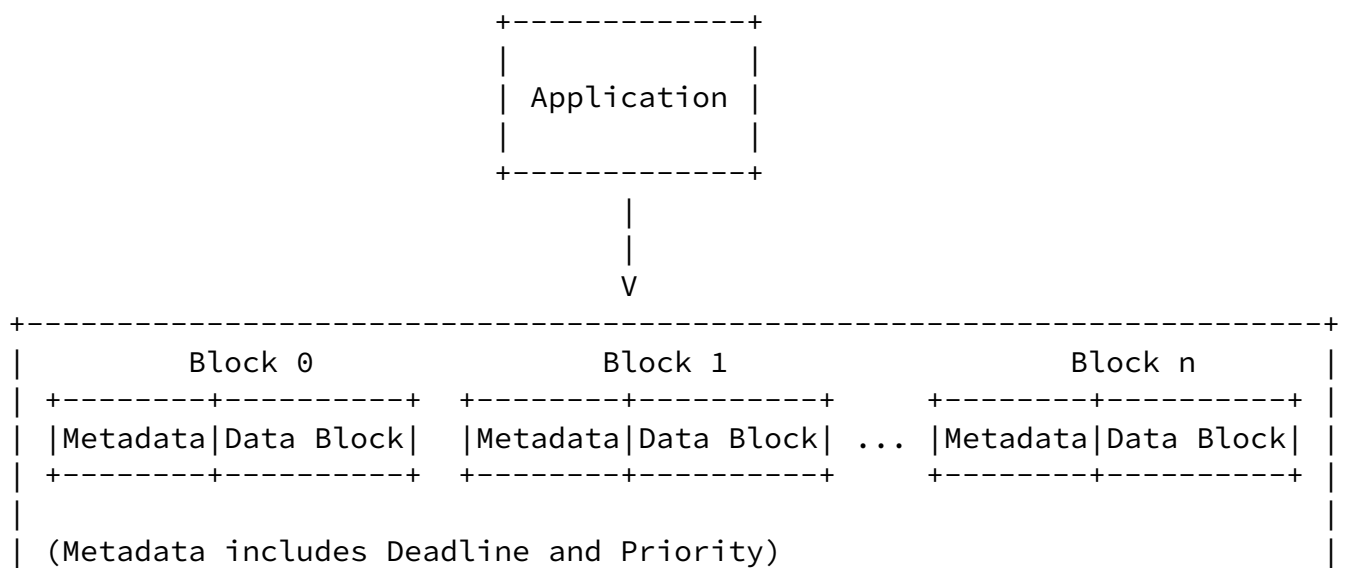 +-------------+
|             |
| Application |
|             |
+-------------+
|
|
V
+------------------------------------------------------------------------+
|         Block 0                Block 1                   Block n       |
| +--------+----------+  +--------+----------+     +--------+----------+ |
| |Metadata|Data Block|  |Metadata|Data Block| ... |Metadata|Data Block| |
| +--------+----------+  +--------+----------+     +--------+----------+ |
|                                                                        |
| (Metadata includes Deadline and Priority)                              |